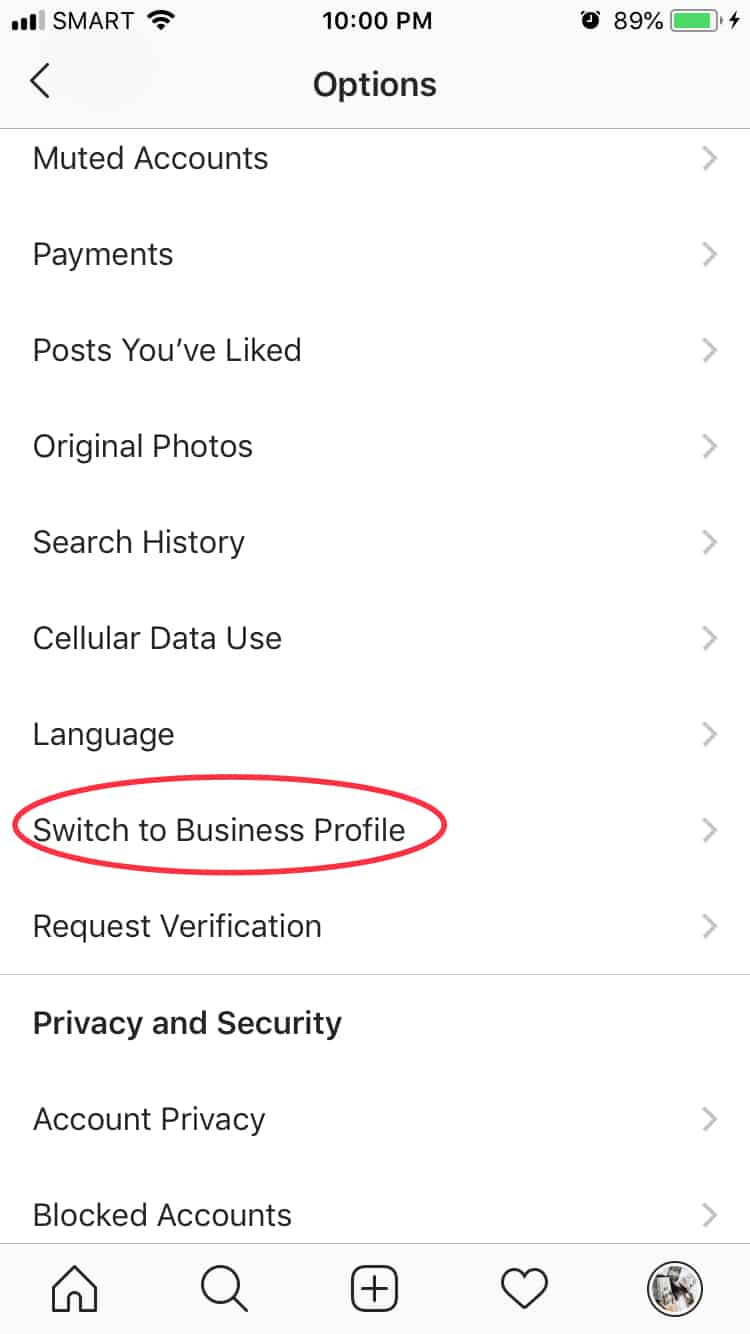 SMART 10:00 PM 89%
Options
Muted Accounts
Payments
Posts You’ve Liked
Original Photos
Search History
Cellular Data Use
Language
Switch to Business Profile
Request Verification
Privacy and Security
Account Privacy
Blocked Accounts